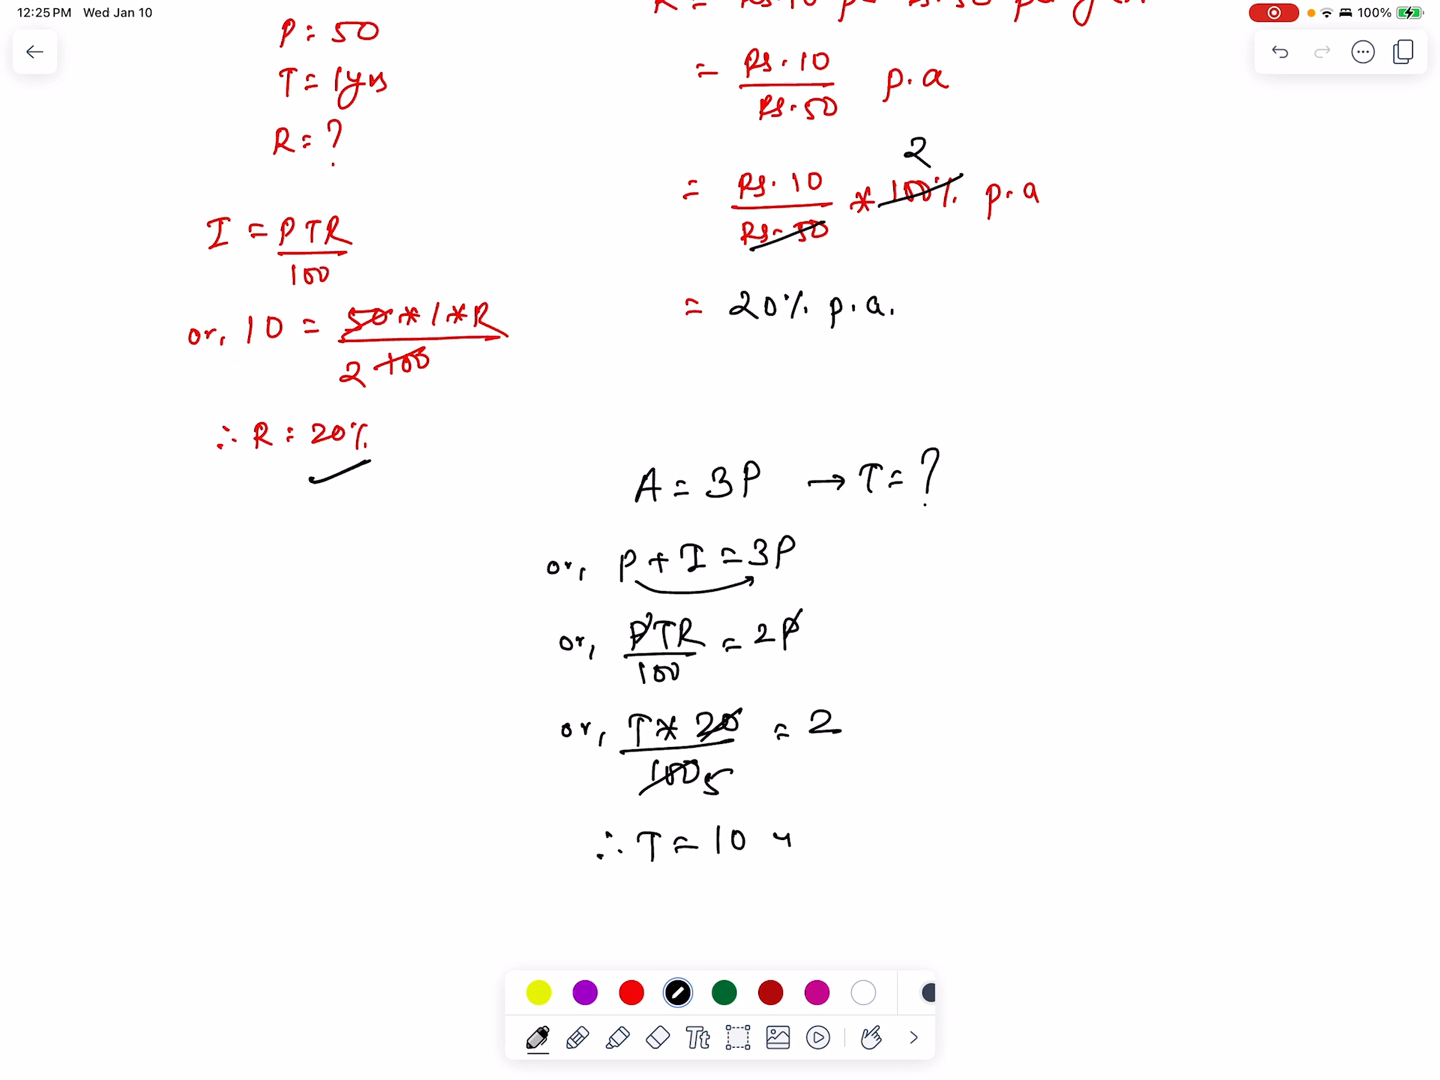 12:25 PM Wed Jan 10
100%
P = 50
T = 1yrs
R = ?
I = PTR
100
or, 10 = 50 * 1 * R
2 100
∴ R = 20%
= Rs. 10 p.a
Rs. 50
2
= Rs. 10 * 100% p.a
Rs. 50
= 20% p.a.
A = 3P → T = ?
or, P + I = 3P
or, PTR = 2P
100
or, T * 20 = 2
100 5
∴ T = 10
Tt